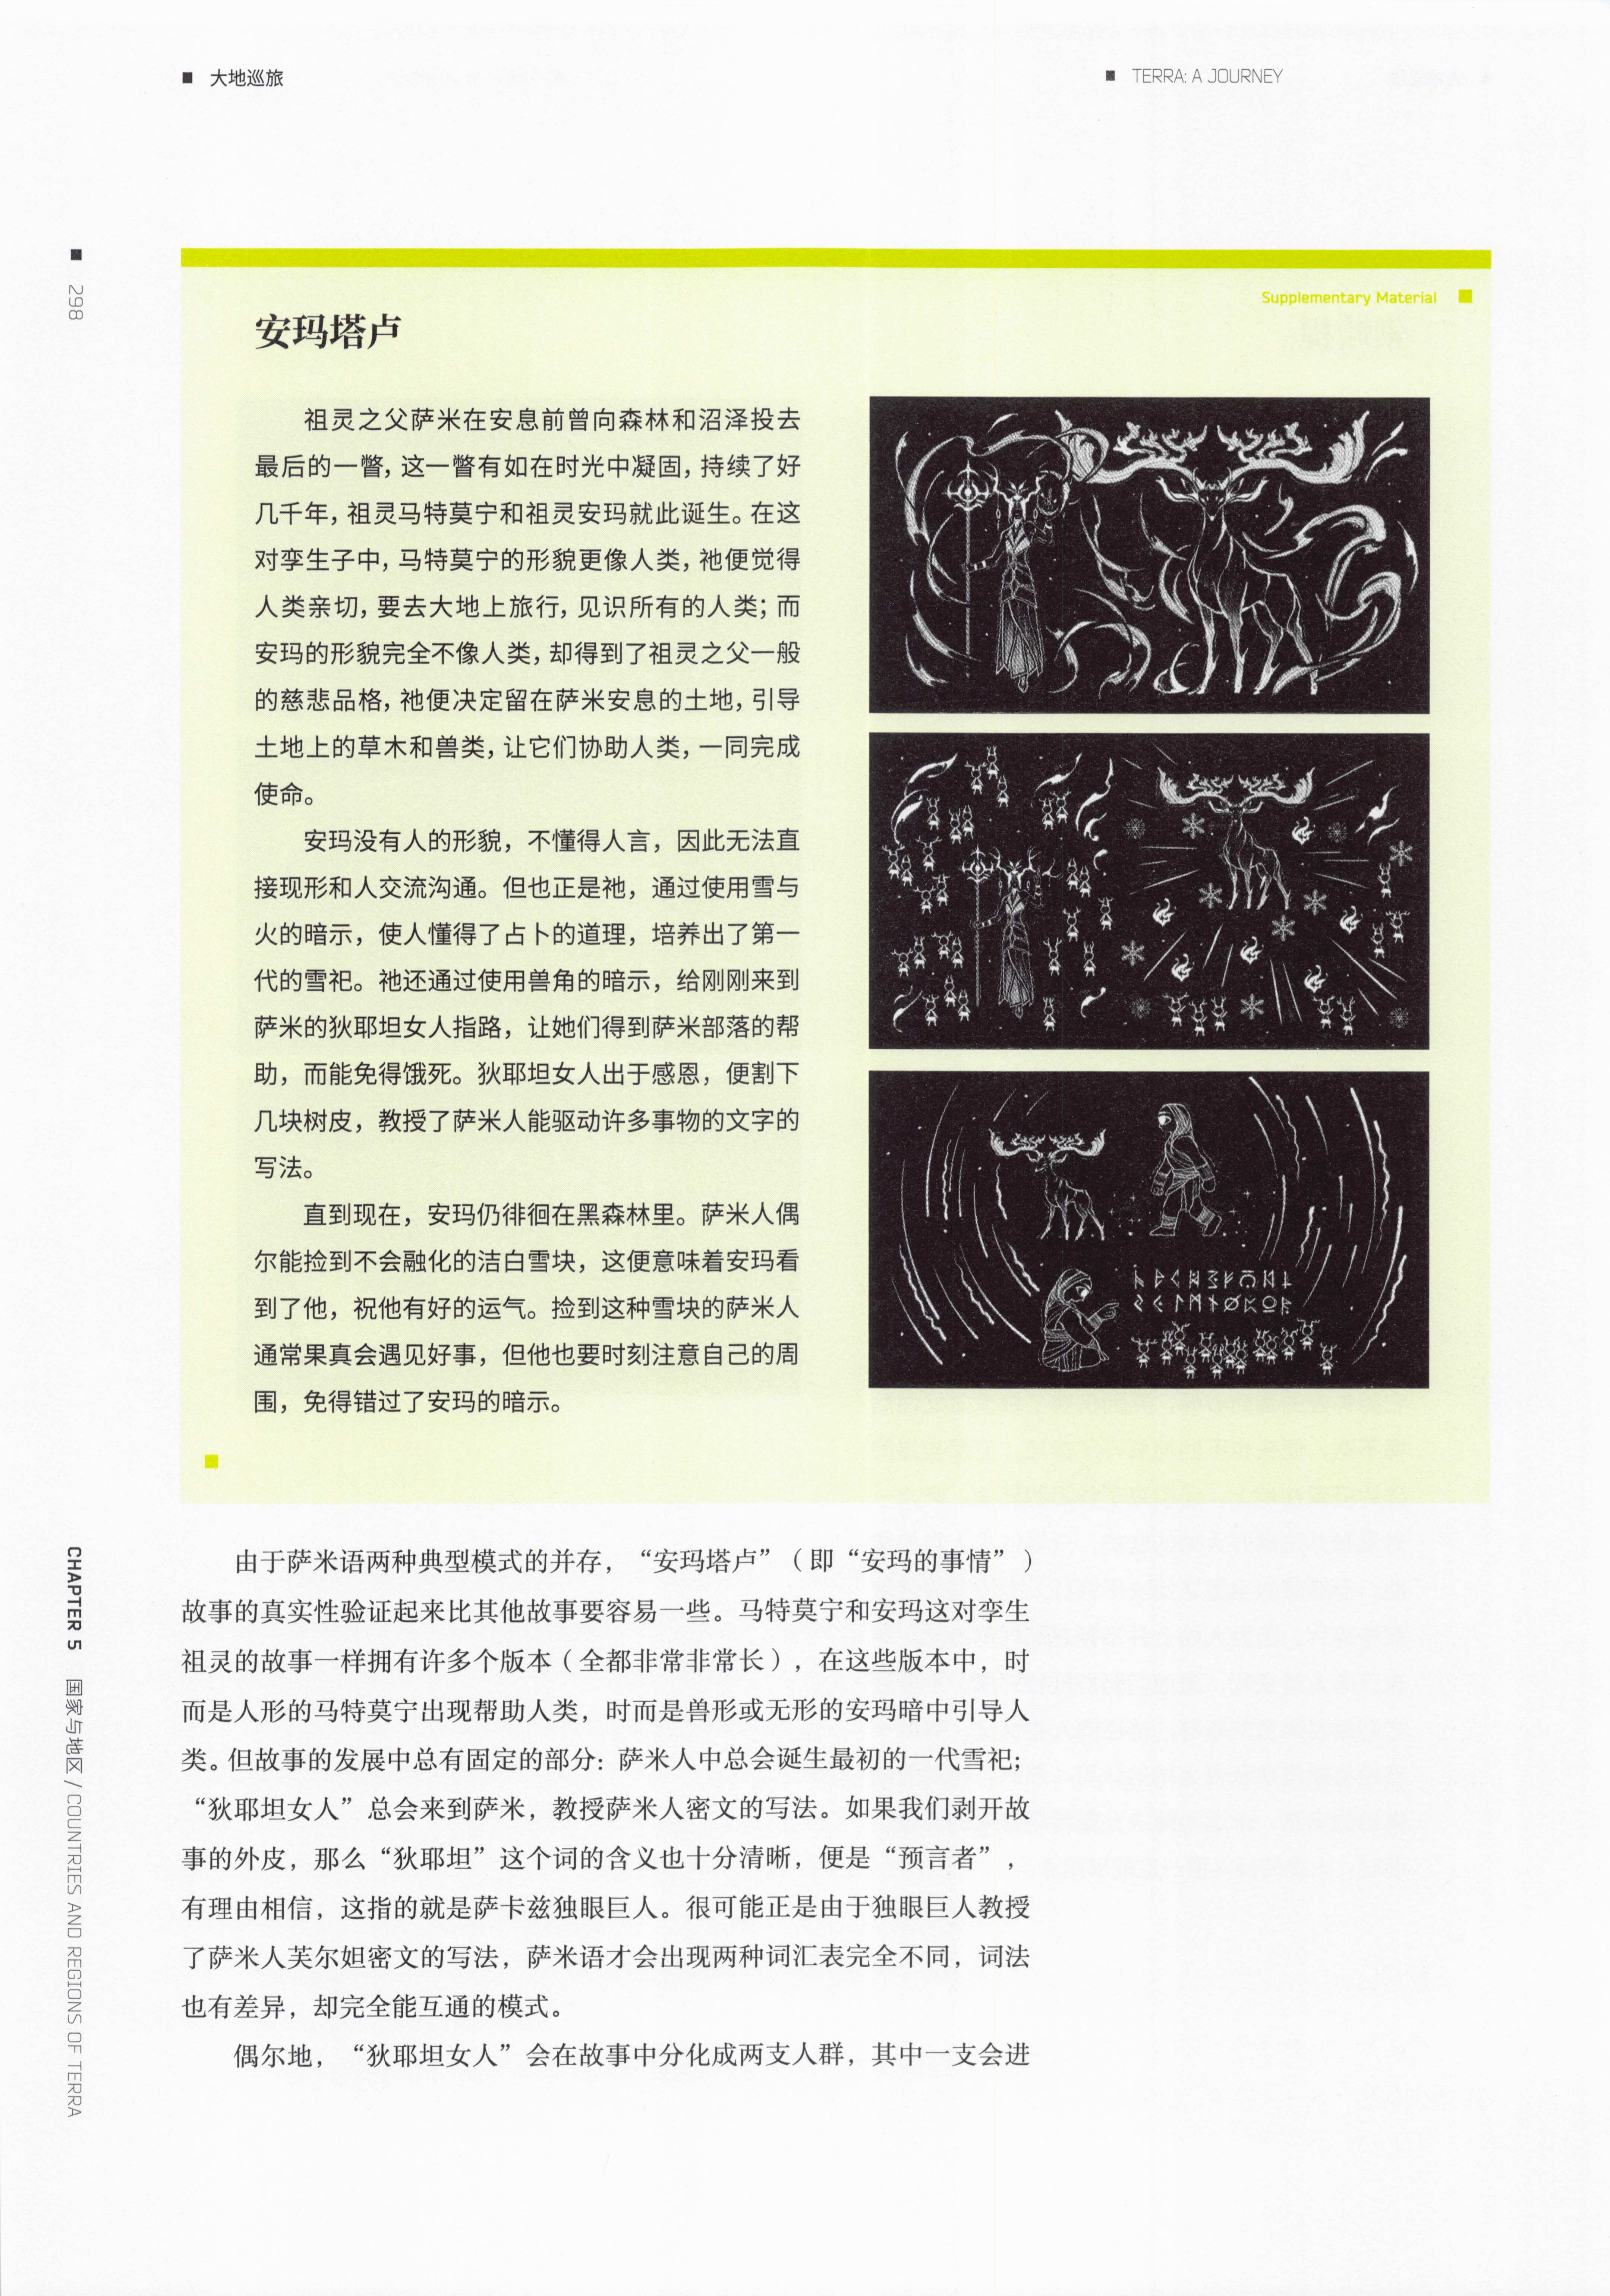 大地巡旅
TERRA: A JOURNEY
298
Supplementary Material
安玛塔卢
祖灵之父萨米在安息前曾向森林和沼泽投去
最后的一瞥，这一瞥有如在时光中凝固，持续了好
几千年，祖灵马特莫宁和祖灵安玛就此诞生。在这
对孪生子中，马特莫宁的形貌更像人类，祂便觉得
人类亲切，要去大地上旅行，见识所有的人类；而
安玛的形貌完全不像人类，却得到了祖灵之父一般
的慈悲品格，祂便决定留在萨米安息的土地，引导
土地上的草木和兽类，让它们协助人类，一同完成
使命。
安玛没有人的形貌，不懂得人言，因此无法直
接现形和人交流沟通。但也正是祂，通过使用雪与
火的暗示，使人懂得了占卜的道理，培养出了第一
代的雪祀。祂还通过使用兽角的暗示，给刚刚来到
萨米的狄耶坦女人指路，让她们得到萨米部落的帮
助，而能免得饿死。狄耶坦女人出于感恩，便割下
几块树皮，教授了萨米人能驱动许多事物的文字的
写法。
直到现在，安玛仍徘徊在黑森林里。萨米人偶
尔能捡到不会融化的洁白雪块，这便意味着安玛看
到了他，祝他有好的运气。捡到这种雪块的萨米人
通常果真会遇见好事，但他也要时刻注意自己的周
围，免得错过了安玛的暗示。
由于萨米语两种典型模式的并存，“安玛塔卢”（即“安玛的事情”）
故事的真实性验证起来比其他故事要容易一些。马特莫宁和安玛这对孪生
祖灵的故事一样拥有许多个版本（全都非常非常长），在这些版本中，时
而是人形的马特莫宁出现帮助人类，时而是兽形或无形的安玛暗中引导人
类。但故事的发展中总有固定的部分：萨米人中总会诞生最初的一代雪祀；
“狄耶坦女人”总会来到萨米，教授萨米人密文的写法。如果我们剥开故
事的外皮，那么“狄耶坦”这个词的含义也十分清晰，便是“预言者”，
有理由相信，这指的就是萨卡兹独眼巨人。很可能正是由于独眼巨人教授
了萨米人芙尔妲密文的写法，萨米语才会出现两种词汇表完全不同，词法
也有差异，却完全能互通的模式。
偶尔地，“狄耶坦女人”会在故事中分化成两支人群，其中一支会进
CHAPTER 5 国家与地区 / COUNTRIES AND REGIONS OF TERRA